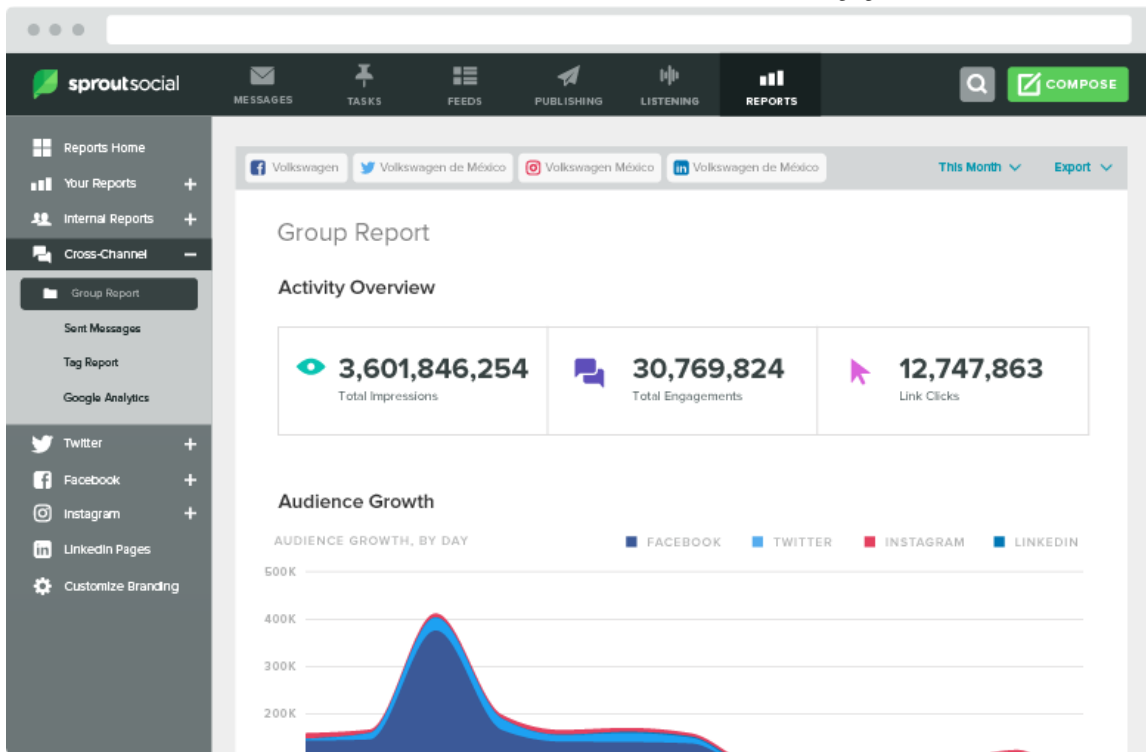 sproutsocial
MESSAGES
TASKS
FEEDS
PUBLISHING
LISTENING
REPORTS
COMPOSE
Reports Home
Your Reports
Internal Reports
Cross-Channel
Group Report
Sent Messages
Tag Report
Google Analytics
Twitter
Facebook
Instagram
LinkedIn Pages
Customize Branding
Volkswagen
Volkswagen de México
Volkswagen México
Volkswagen de México
This Month
Export
Group Report
Activity Overview
3,601,846,254
Total Impressions
30,769,824
Total Engagements
12,747,863
Link Clicks
Audience Growth
AUDIENCE GROWTH, BY DAY
FACEBOOK
TWITTER
INSTAGRAM
LINKEDIN
500K
400K
300K
200K